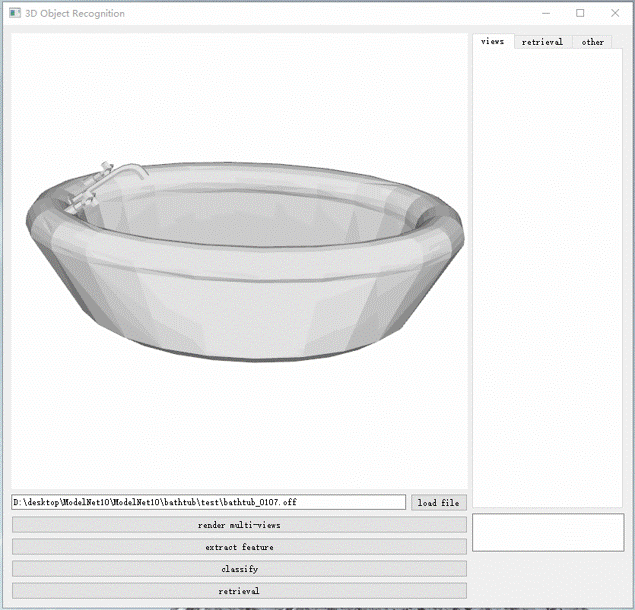 3D Object Recognition
views retrieval other
D:\desktop\ModelNet10\ModelNet10\bathtub\test\bathtub_0107.off load file
render multi-views
extract feature
classify
retrieval